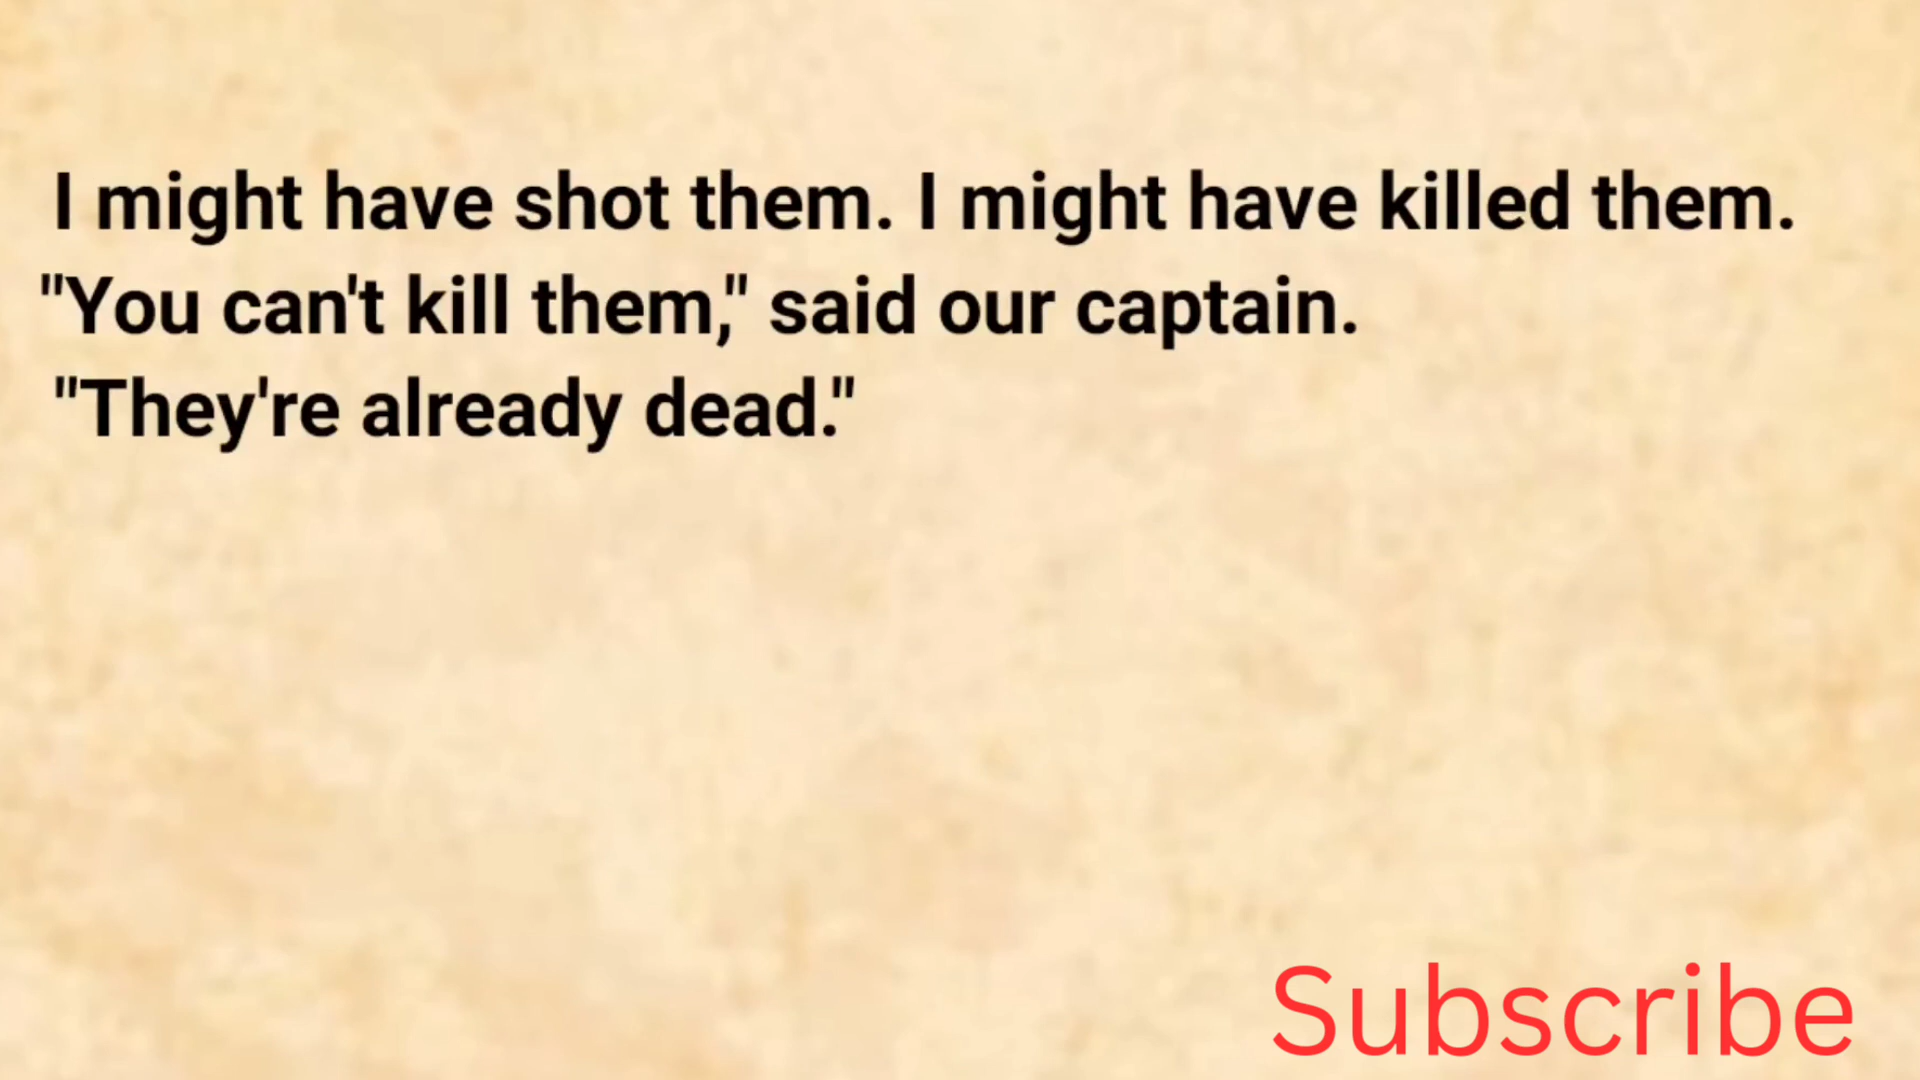 I might have shot them. I might have killed them.
"You can't kill them," said our captain.
"They're already dead."
Subscribe